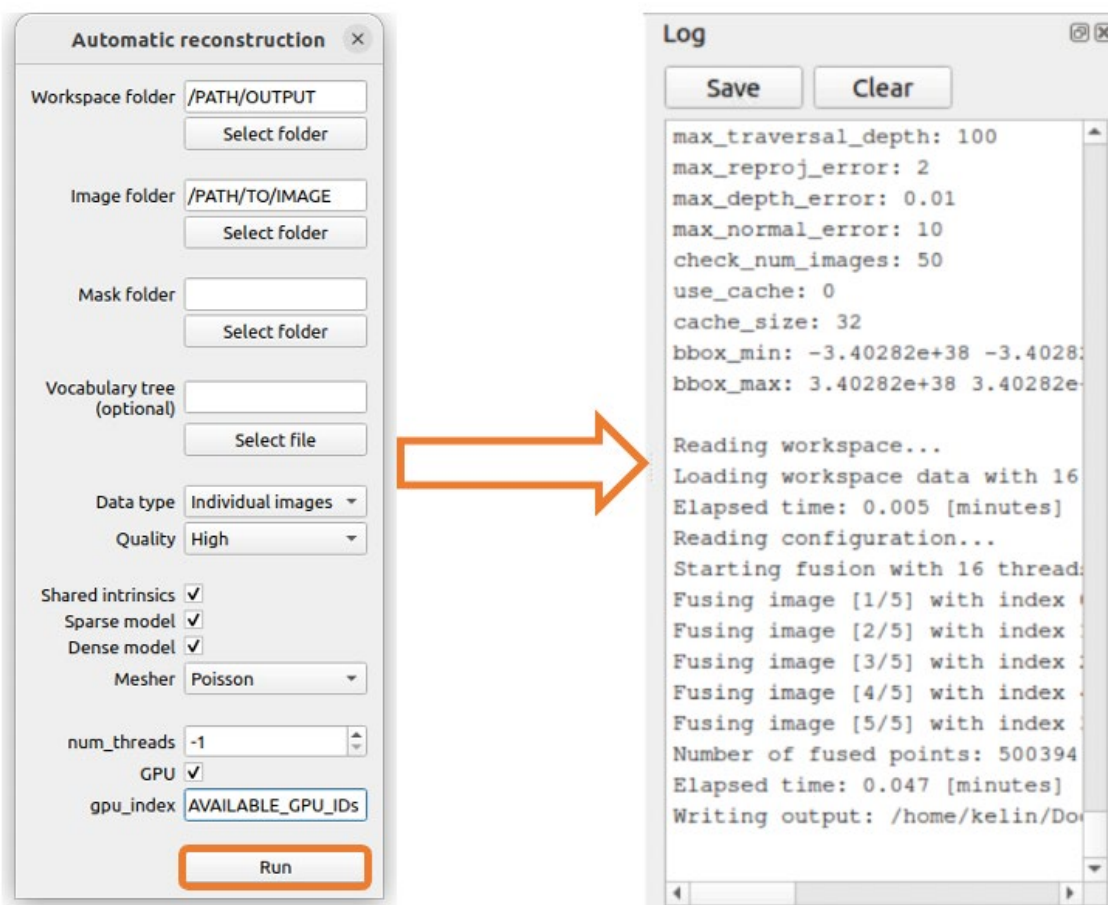 Automatic reconstruction
Workspace folder /PATH/OUTPUT
Select folder
Image folder /PATH/TO/IMAGE
Select folder
Mask folder
Select folder
Vocabulary tree
(optional)
Select file
Data type Individual images
Quality High
Shared intrinsics
Sparse model
Dense model
Mesher Poisson
num_threads -1
GPU
gpu_index AVAILABLE_GPU_IDs
Run
Log
Save Clear
max_traversal_depth: 100
max_reproj_error: 2
max_depth_error: 0.01
max_normal_error: 10
check_num_images: 50
use_cache: 0
cache_size: 32
bbox_min: -3.40282e+38 -3.40282
bbox_max: 3.40282e+38 3.40282e
Reading workspace...
Loading workspace data with 16
Elapsed time: 0.005 [minutes]
Reading configuration...
Starting fusion with 16 threads
Fusing image [1/5] with index
Fusing image [2/5] with index
Fusing image [3/5] with index
Fusing image [4/5] with index
Fusing image [5/5] with index
Number of fused points: 500394
Elapsed time: 0.047 [minutes]
Writing output: /home/kelin/Do